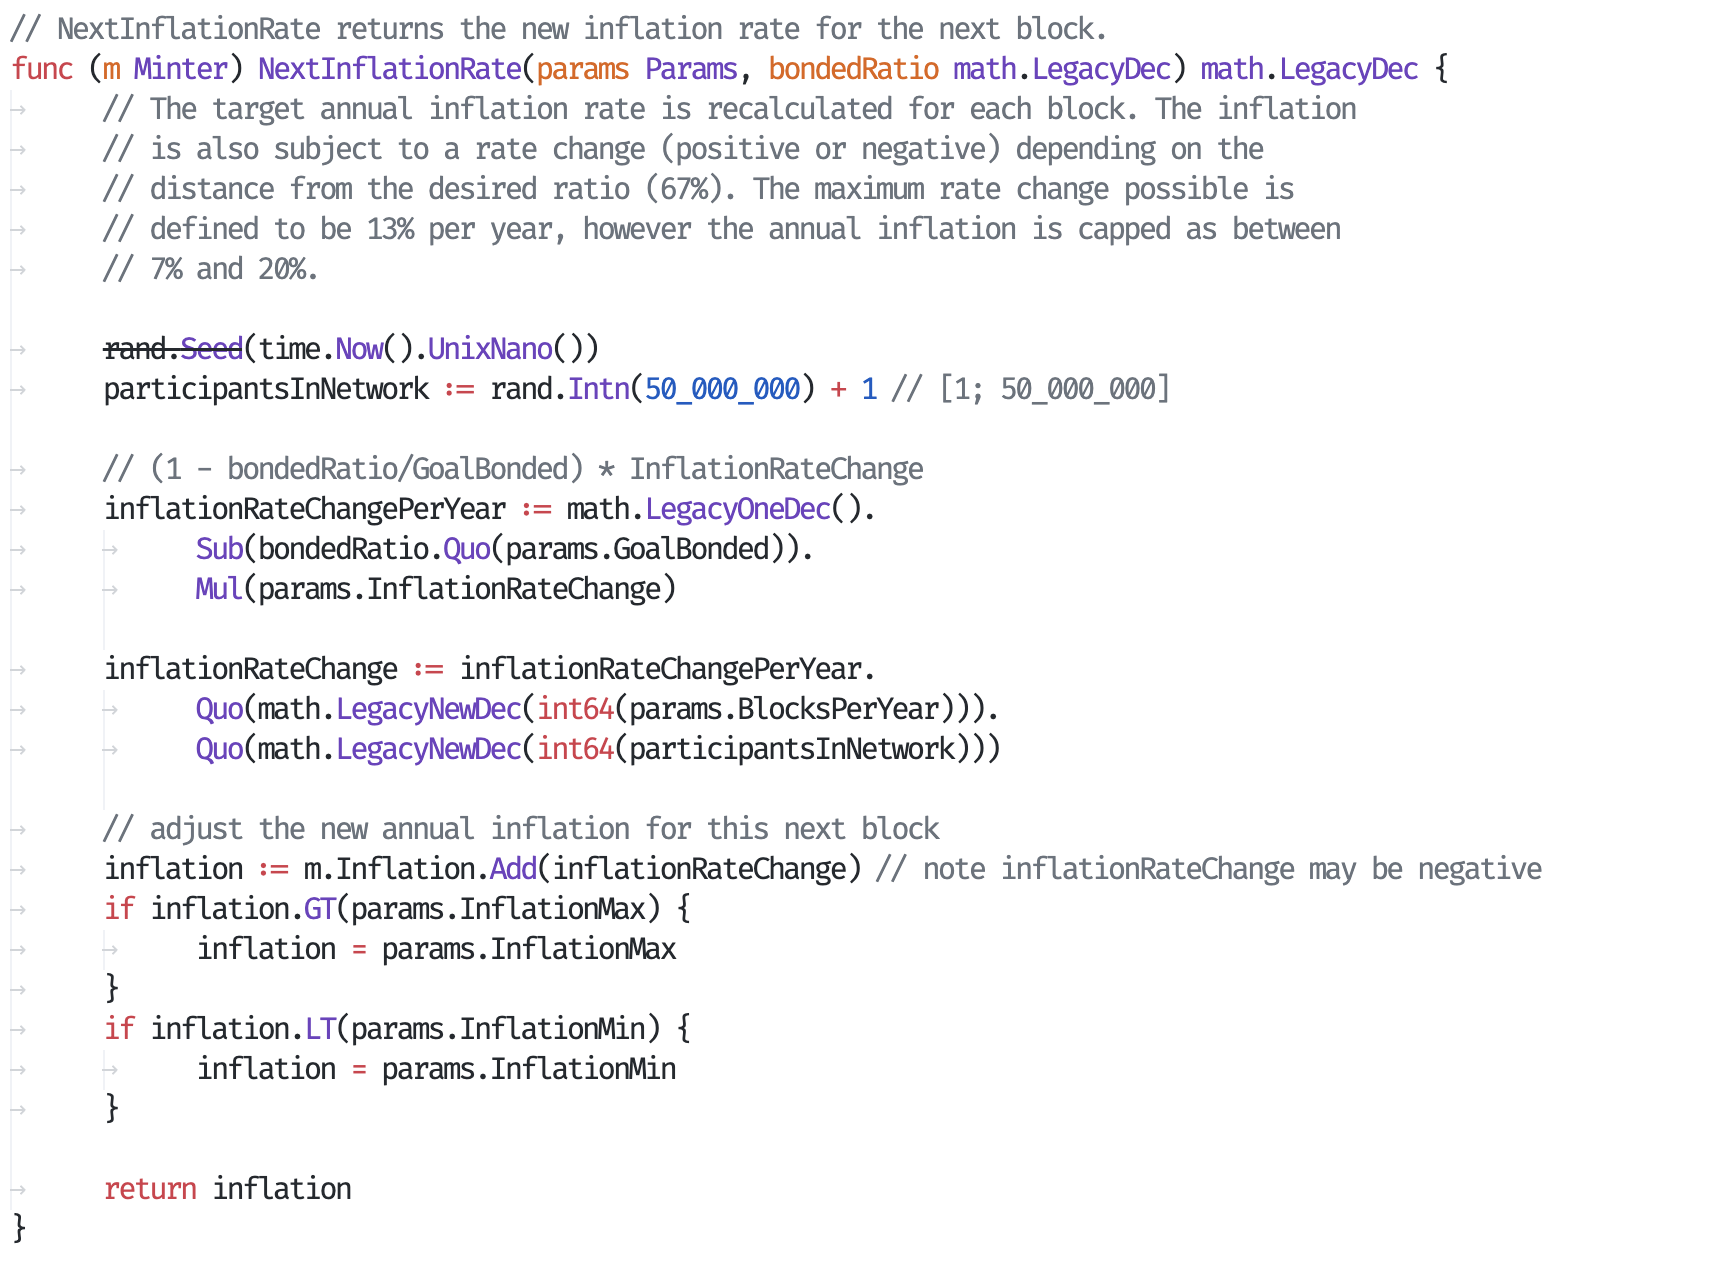 // NextInflationRate returns the new inflation rate for the next block.
func (m Minter) NextInflationRate(params Params, bondedRatio math.LegacyDec) math.LegacyDec {
// The target annual inflation rate is recalculated for each block. The inflation
// is also subject to a rate change (positive or negative) depending on the
// distance from the desired ratio (67%). The maximum rate change possible is
// defined to be 13% per year, however the annual inflation is capped as between
// 7% and 20%.
rand.Seed(time.Now().UnixNano())
participantsInNetwork := rand.Intn(50_000_000) + 1 // [1; 50_000_000]
// (1 - bondedRatio/GoalBonded) * InflationRateChange
inflationRateChangePerYear := math.LegacyOneDec().
Sub(bondedRatio.Quo(params.GoalBonded)).
Mul(params.InflationRateChange)
inflationRateChange := inflationRateChangePerYear.
Quo(math.LegacyNewDec(int64(params.BlocksPerYear))).
Quo(math.LegacyNewDec(int64(participantsInNetwork)))
// adjust the new annual inflation for this next block
inflation := m.Inflation.Add(inflationRateChange) // note inflationRateChange may be negative
if inflation.GT(params.InflationMax) {
inflation = params.InflationMax
}
if inflation.LT(params.InflationMin) {
inflation = params.InflationMin
}
return inflation
}